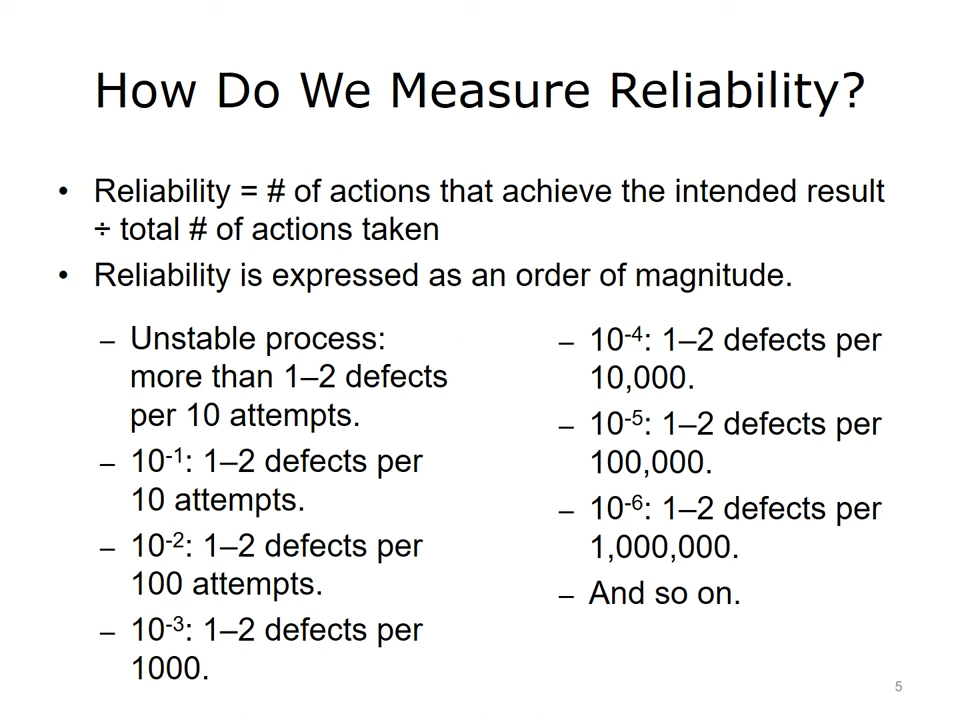 How Do We Measure Reliability?
• Reliability = # of actions that achieve the intended result
÷ total # of actions taken
• Reliability is expressed as an order of magnitude.
– Unstable process:
more than 1–2 defects
per 10 attempts.
– 10⁻¹: 1–2 defects per
10 attempts.
– 10⁻²: 1–2 defects per
100 attempts.
– 10⁻³: 1–2 defects per
1000.
– 10⁻⁴: 1–2 defects per
10,000.
– 10⁻⁵: 1–2 defects per
100,000.
– 10⁻⁶: 1–2 defects per
1,000,000.
– And so on.
5